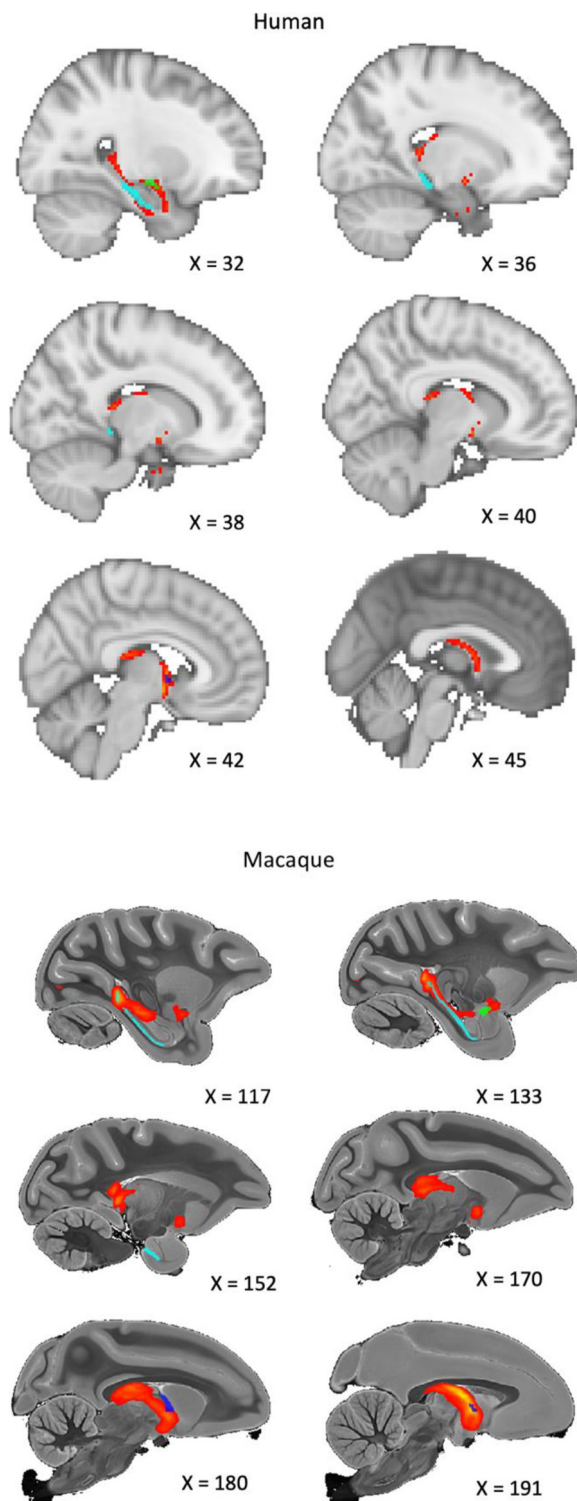 Human
X = 32
X = 36
X = 38
X = 40
X = 42
X = 45
Macaque
X = 117
X = 133
X = 152
X = 170
X = 180
X = 191